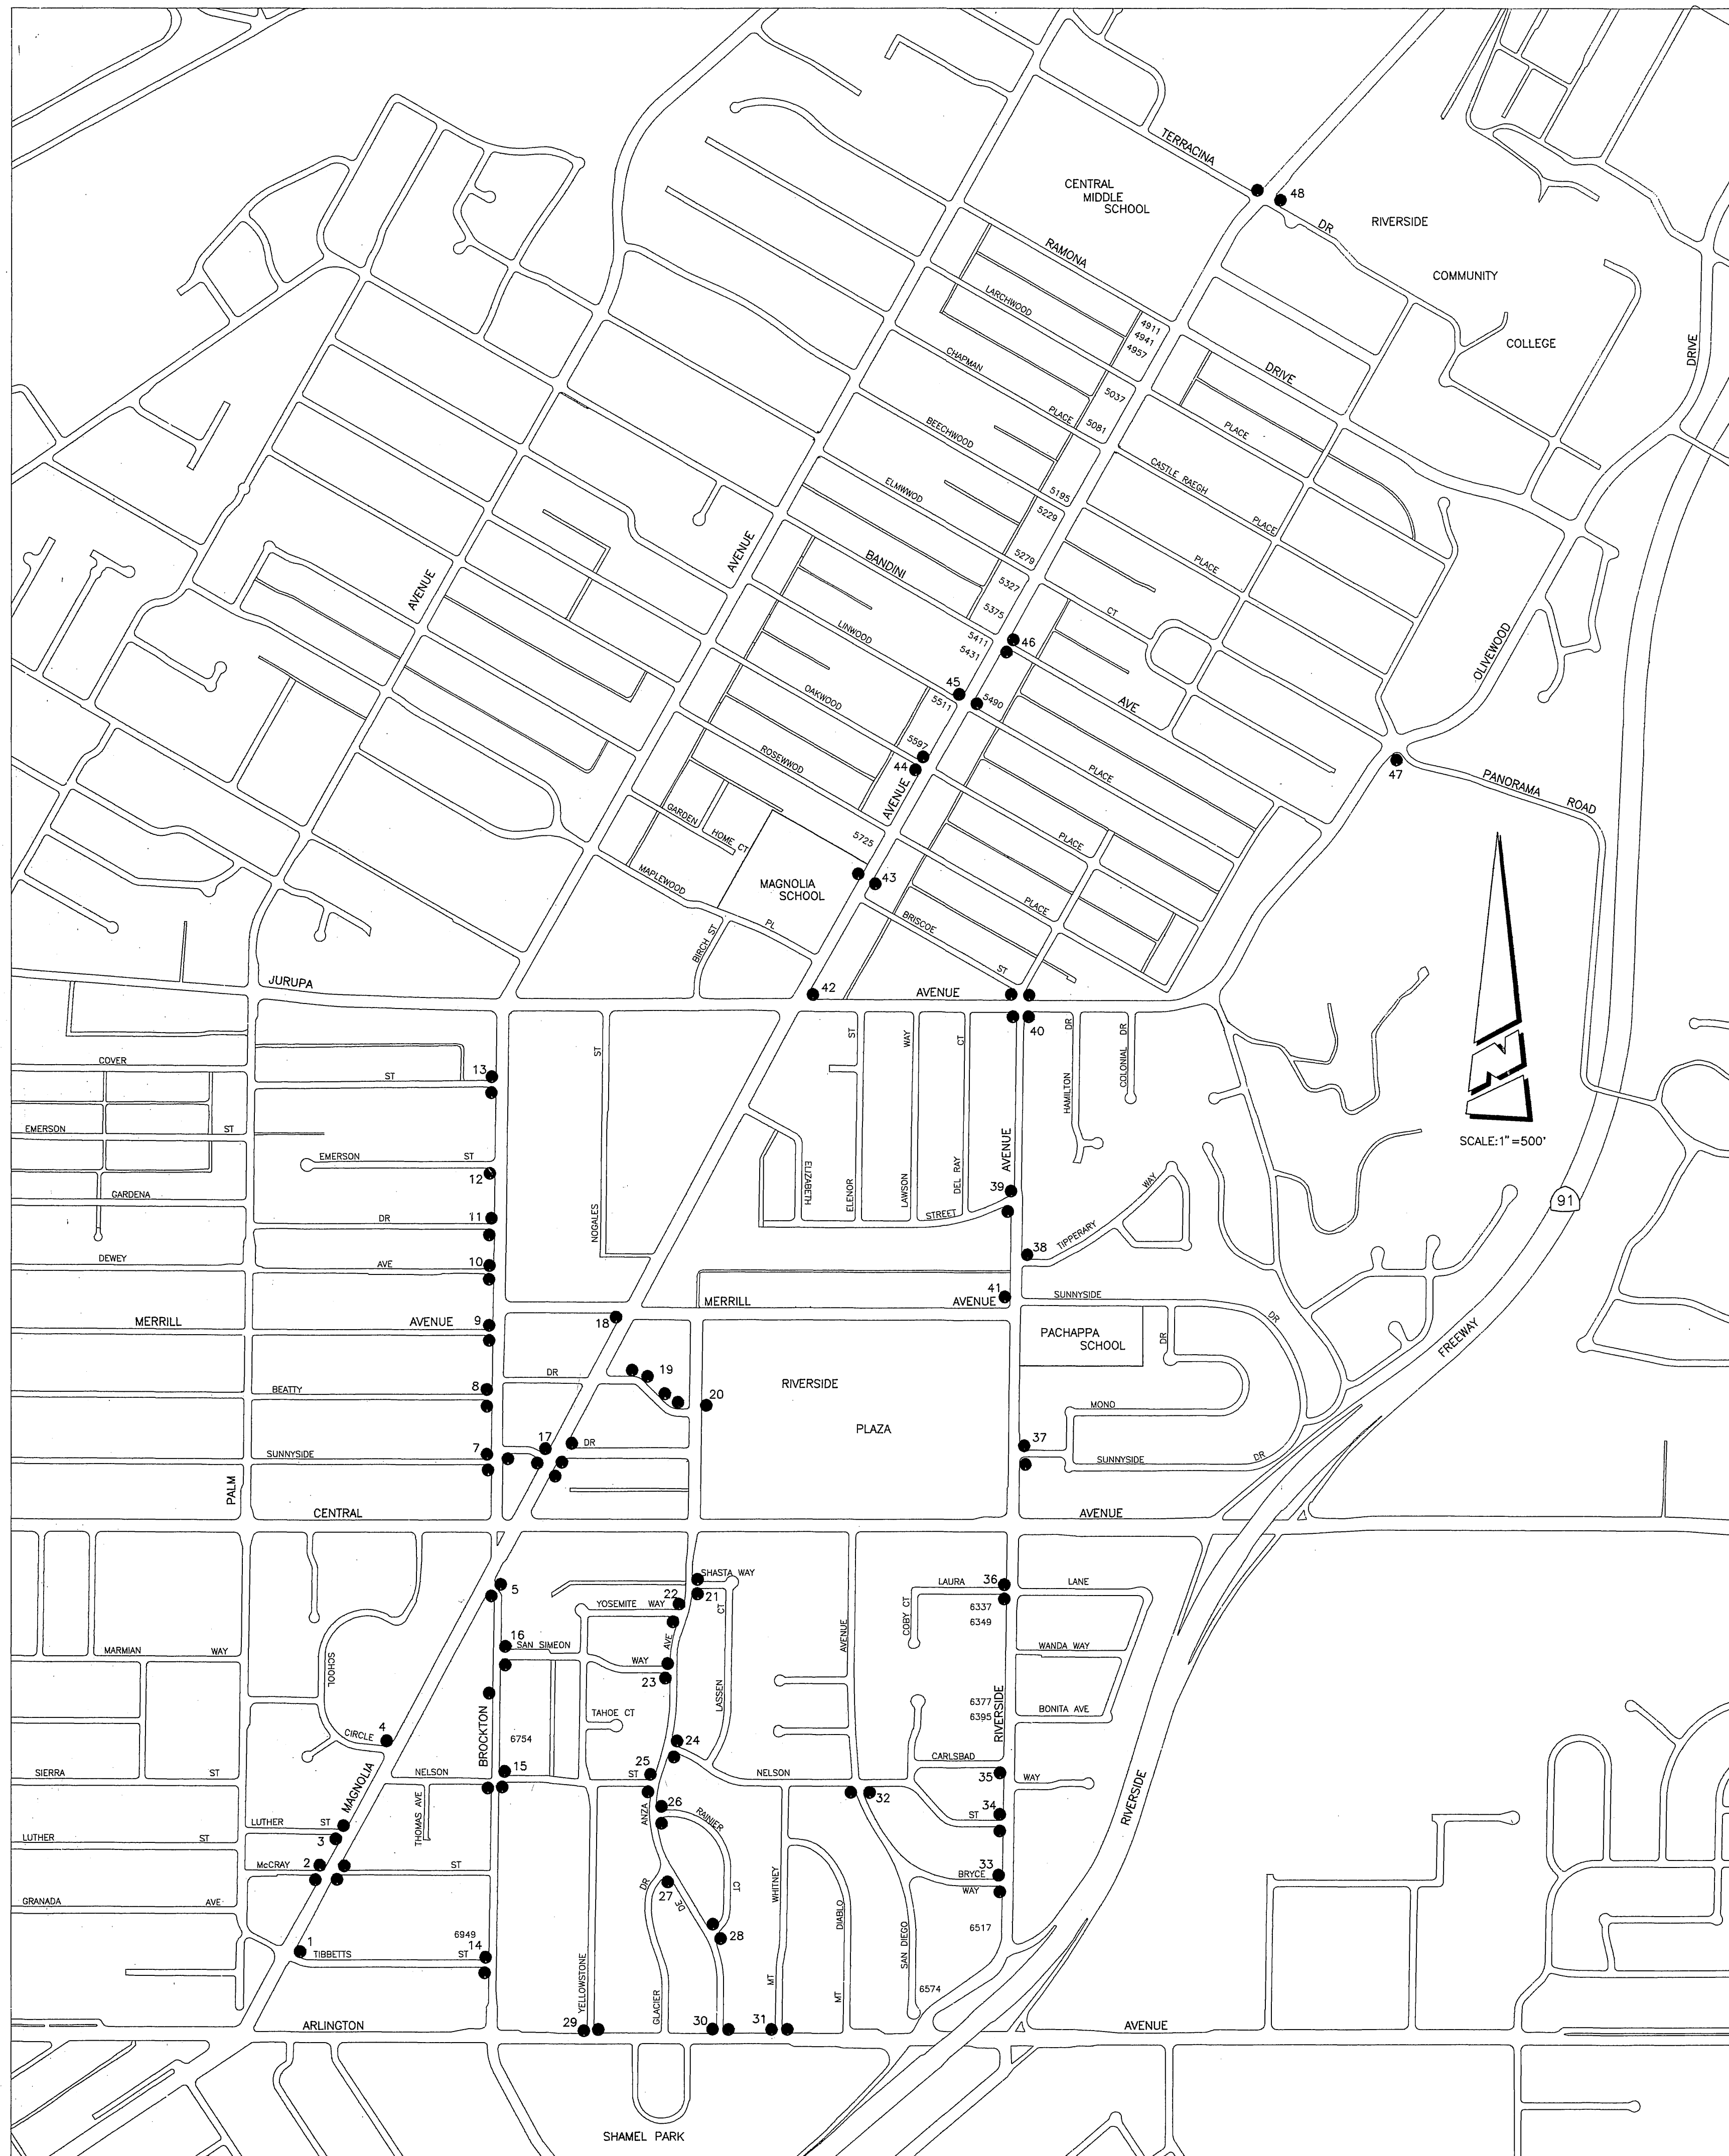 TERRACINA
CENTRAL
MIDDLE
SCHOOL
48
DR
RIVERSIDE
RAMONA
COMMUNITY
LARCHWOOD
4911
4941
4957
COLLEGE
DRIVE
CHAPMAN
DRIVE
5037
PLACE
5081
BEECHWOOD
PLACE
CASTLE RAEGH
ELMWWOD
5195
5229
PLACE
AVENUE
BANDINI
5279
PLACE
AVENUE
5327
5375
CT
LINWOOD
5411
46
5431
OLIVEWOOD
45
OAKWOOD
5511
5490
AVE
5597
ROSEWWOD
44
PLACE
47
PANORAMA
ROAD
AVENUE
GARDEN
HOME CT
5725
PLACE
MAPLEWOOD
MAGNOLIA
SCHOOL
43
PLACE
PL
BRISCOE
BIRCH ST
ST
JURUPA
42
AVENUE
40
ST
ST
WAY
CT
DR
DR
COVER
ST
13
HAMILTON
COLONIAL
EMERSON
ST
SCALE:1"=500'
EMERSON
ST
AVENUE
12
ELIZABETH
ELENOR
LAWSON
DEL RAY
39
WAY
GARDENA
91
DR
11
NOGALES
STREET
TIPPERARY
38
DEWEY
AVE
10
MERRILL
AVENUE
41
SUNNYSIDE
MERRILL
AVENUE
9
18
DR
PACHAPPA
SCHOOL
DR
FREEWAY
DR
19
BEATTY
8
RIVERSIDE
20
MONO
PLAZA
17
DR
37
SUNNYSIDE
7
SUNNYSIDE
DR
PALM
CENTRAL
AVENUE
SHASTA WAY
5
22
21
LAURA
36
LANE
YOSEMITE WAY
CT
COBY CT
6337
6349
16
SAN SIMEON
AVE
AVENUE
WANDA WAY
MARMIAN
WAY
SCHOOL
WAY
23
LASSEN
6377
6395
RIVERSIDE
BONITA AVE
TAHOE CT
CIRCLE
4
BROCKTON
6754
24
CARLSBAD
SIERRA
ST
MAGNOLIA
NELSON
15
25
ST
NELSON
35
WAY
RIVERSIDE
32
THOMAS AVE
ANZA
26
RAINIER
34
ST
LUTHER
ST
LUTHER
ST
3
McCRAY
2
ST
33
BRYCE
WAY
GRANADA
AVE
DR
27
DE
CT
WHITNEY
DIABLO
SAN DIEGO
6517
28
1
TIBBETTS
6949
14
ST
YELLOWSTONE
GLACIER
MT
MT
6574
ARLINGTON
29
30
31
AVENUE
SHAMEL PARK